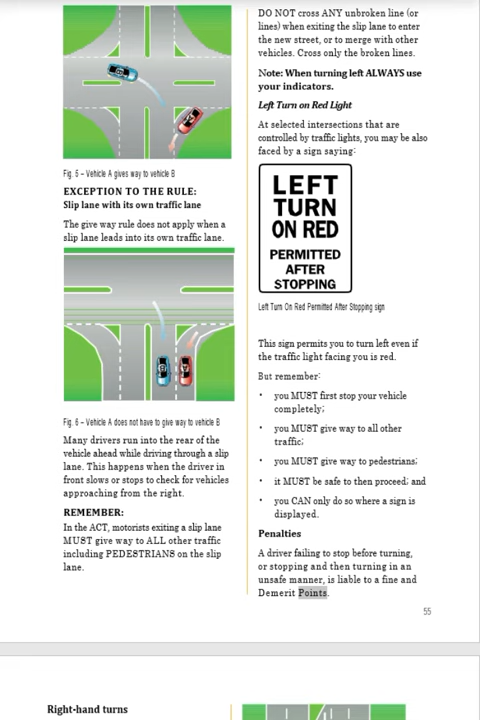 Fig. 5 – Vehicle A gives way to vehicle B
EXCEPTION TO THE RULE:
Slip lane with its own traffic lane
The give way rule does not apply when a
slip lane leads into its own traffic lane.
Fig. 6 – Vehicle A does not have to give way to vehicle B
Many drivers run into the rear of the
vehicle ahead while driving through a slip
lane. This happens when the driver in
front slows or stops to check for vehicles
approaching from the right.
REMEMBER:
In the ACT, motorists exiting a slip lane
MUST give way to ALL other traffic
including PEDESTRIANS on the slip
lane.
DO NOT cross ANY unbroken line (or
lines) when exiting the slip lane to enter
the new street, or to merge with other
vehicles. Cross only the broken lines.
Note: When turning left ALWAYS use
your indicators.
Left Turn on Red Light
At selected intersections that are
controlled by traffic lights, you may be also
faced by a sign saying:
LEFT
TURN
ON RED
PERMITTED
AFTER
STOPPING
Left Turn On Red Permitted After Stopping sign
This sign permits you to turn left even if
the traffic light facing you is red.
But remember:
• you MUST first stop your vehicle
completely;
• you MUST give way to all other
traffic;
• you MUST give way to pedestrians;
• it MUST be safe to then proceed; and
• you CAN only do so where a sign is
displayed.
Penalties
A driver failing to stop before turning,
or stopping and then turning in an
unsafe manner, is liable to a fine and
Demerit Points.
55
Right-hand turns